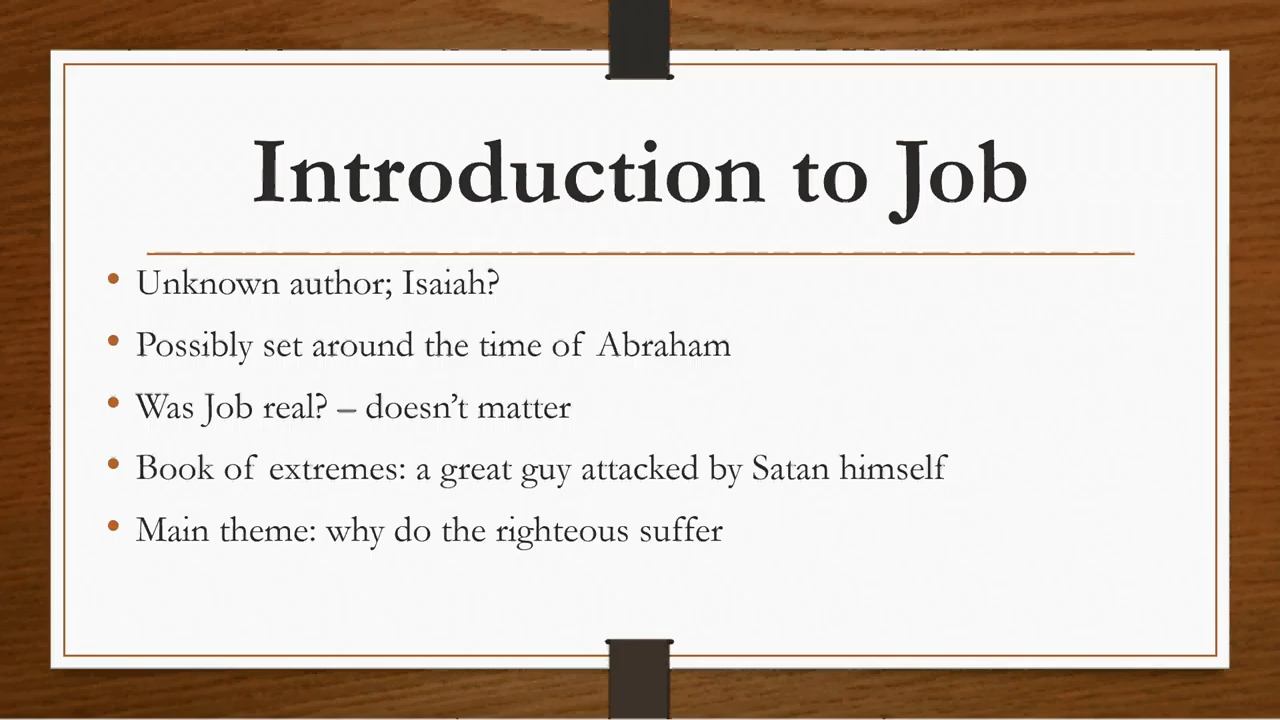 Introduction to Job
• Unknown author; Isaiah?
• Possibly set around the time of Abraham
• Was Job real? – doesn’t matter
• Book of extremes: a great guy attacked by Satan himself
• Main theme: why do the righteous suffer